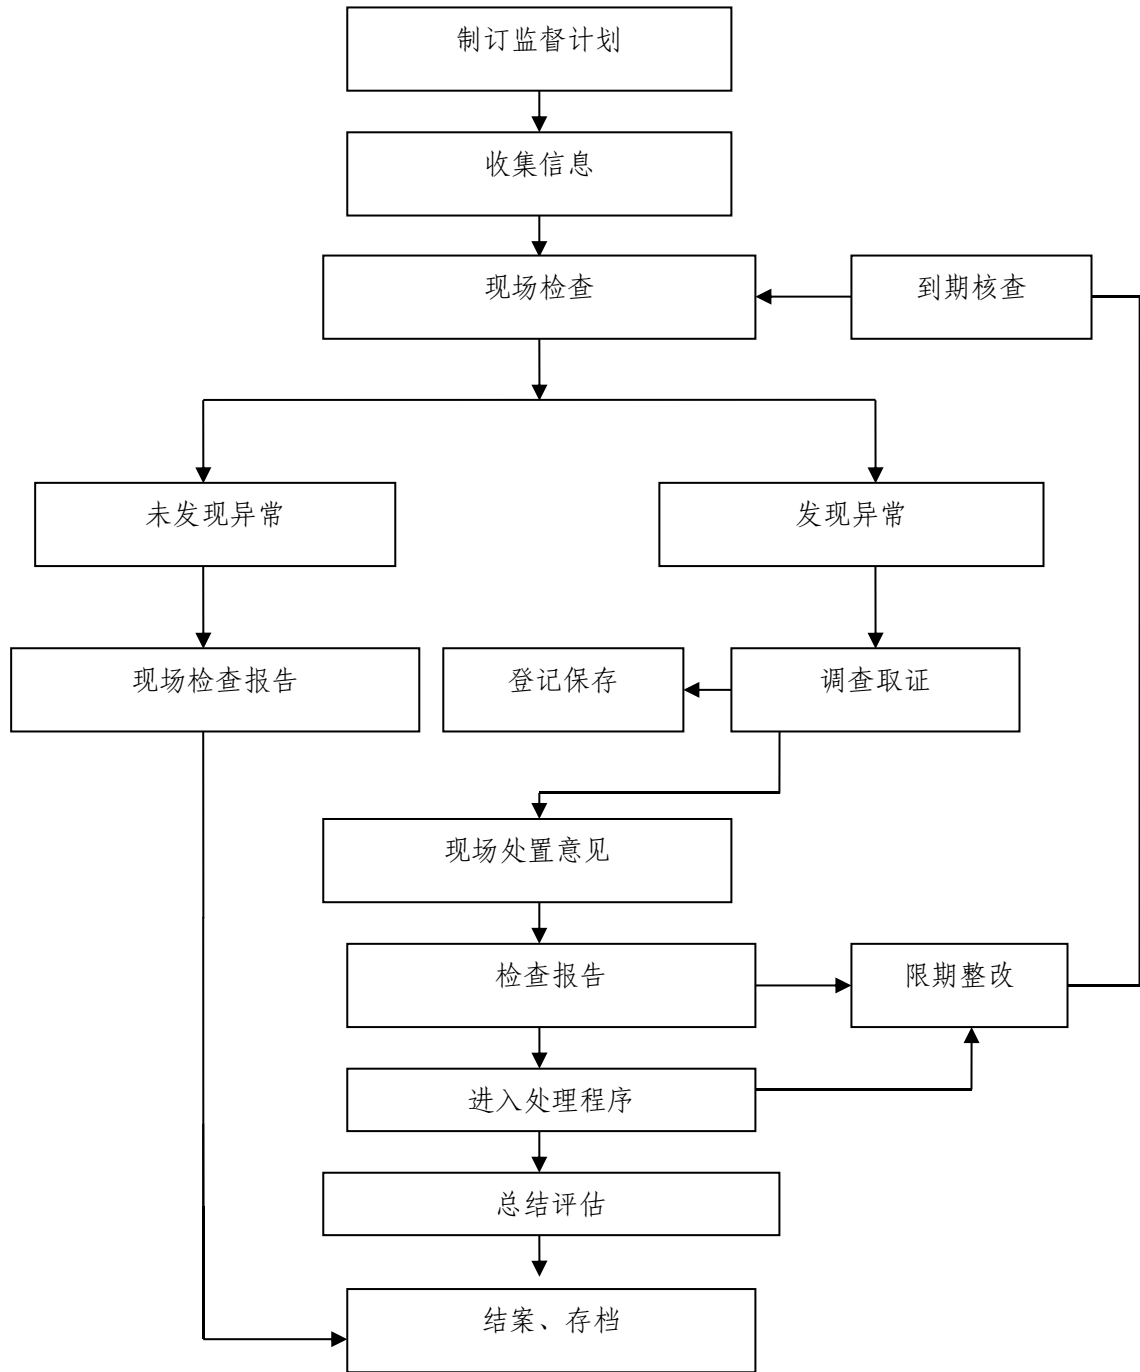 制订监督计划
收集信息
现场检查
到期核查
未发现异常
发现异常
现场检查报告
登记保存
调查取证
现场处置意见
检查报告
限期整改
进入处理程序
总结评估
结案、存档